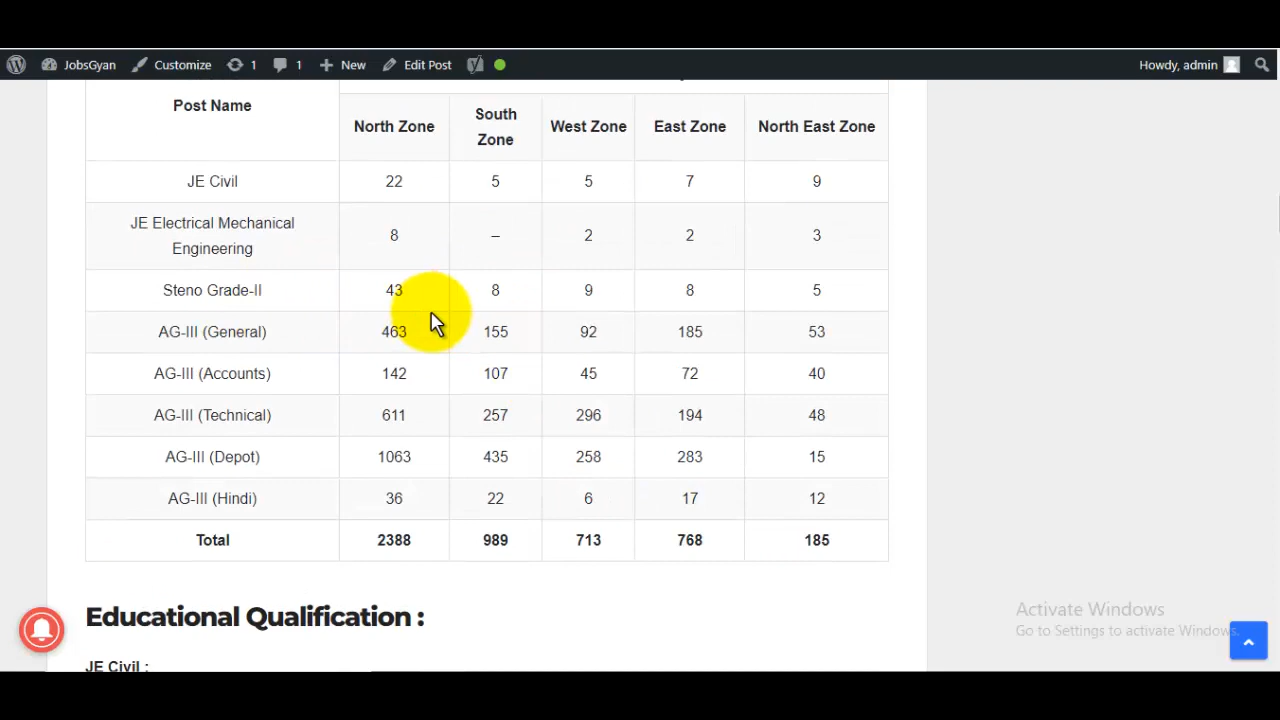 JobsGyan Customize 1 1 New Edit Post Howdy, admin
Post Name
North Zone South Zone West Zone East Zone North East Zone
JE Civil 22 5 5 7 9
JE Electrical Mechanical Engineering 8 – 2 2 3
Steno Grade-II 43 8 9 8 5
AG-III (General) 463 155 92 185 53
AG-III (Accounts) 142 107 45 72 40
AG-III (Technical) 611 257 296 194 48
AG-III (Depot) 1063 435 258 283 15
AG-III (Hindi) 36 22 6 17 12
Total 2388 989 713 768 185
Educational Qualification :
JE Civil :
Activate Windows
Go to Settings to activate Windows.